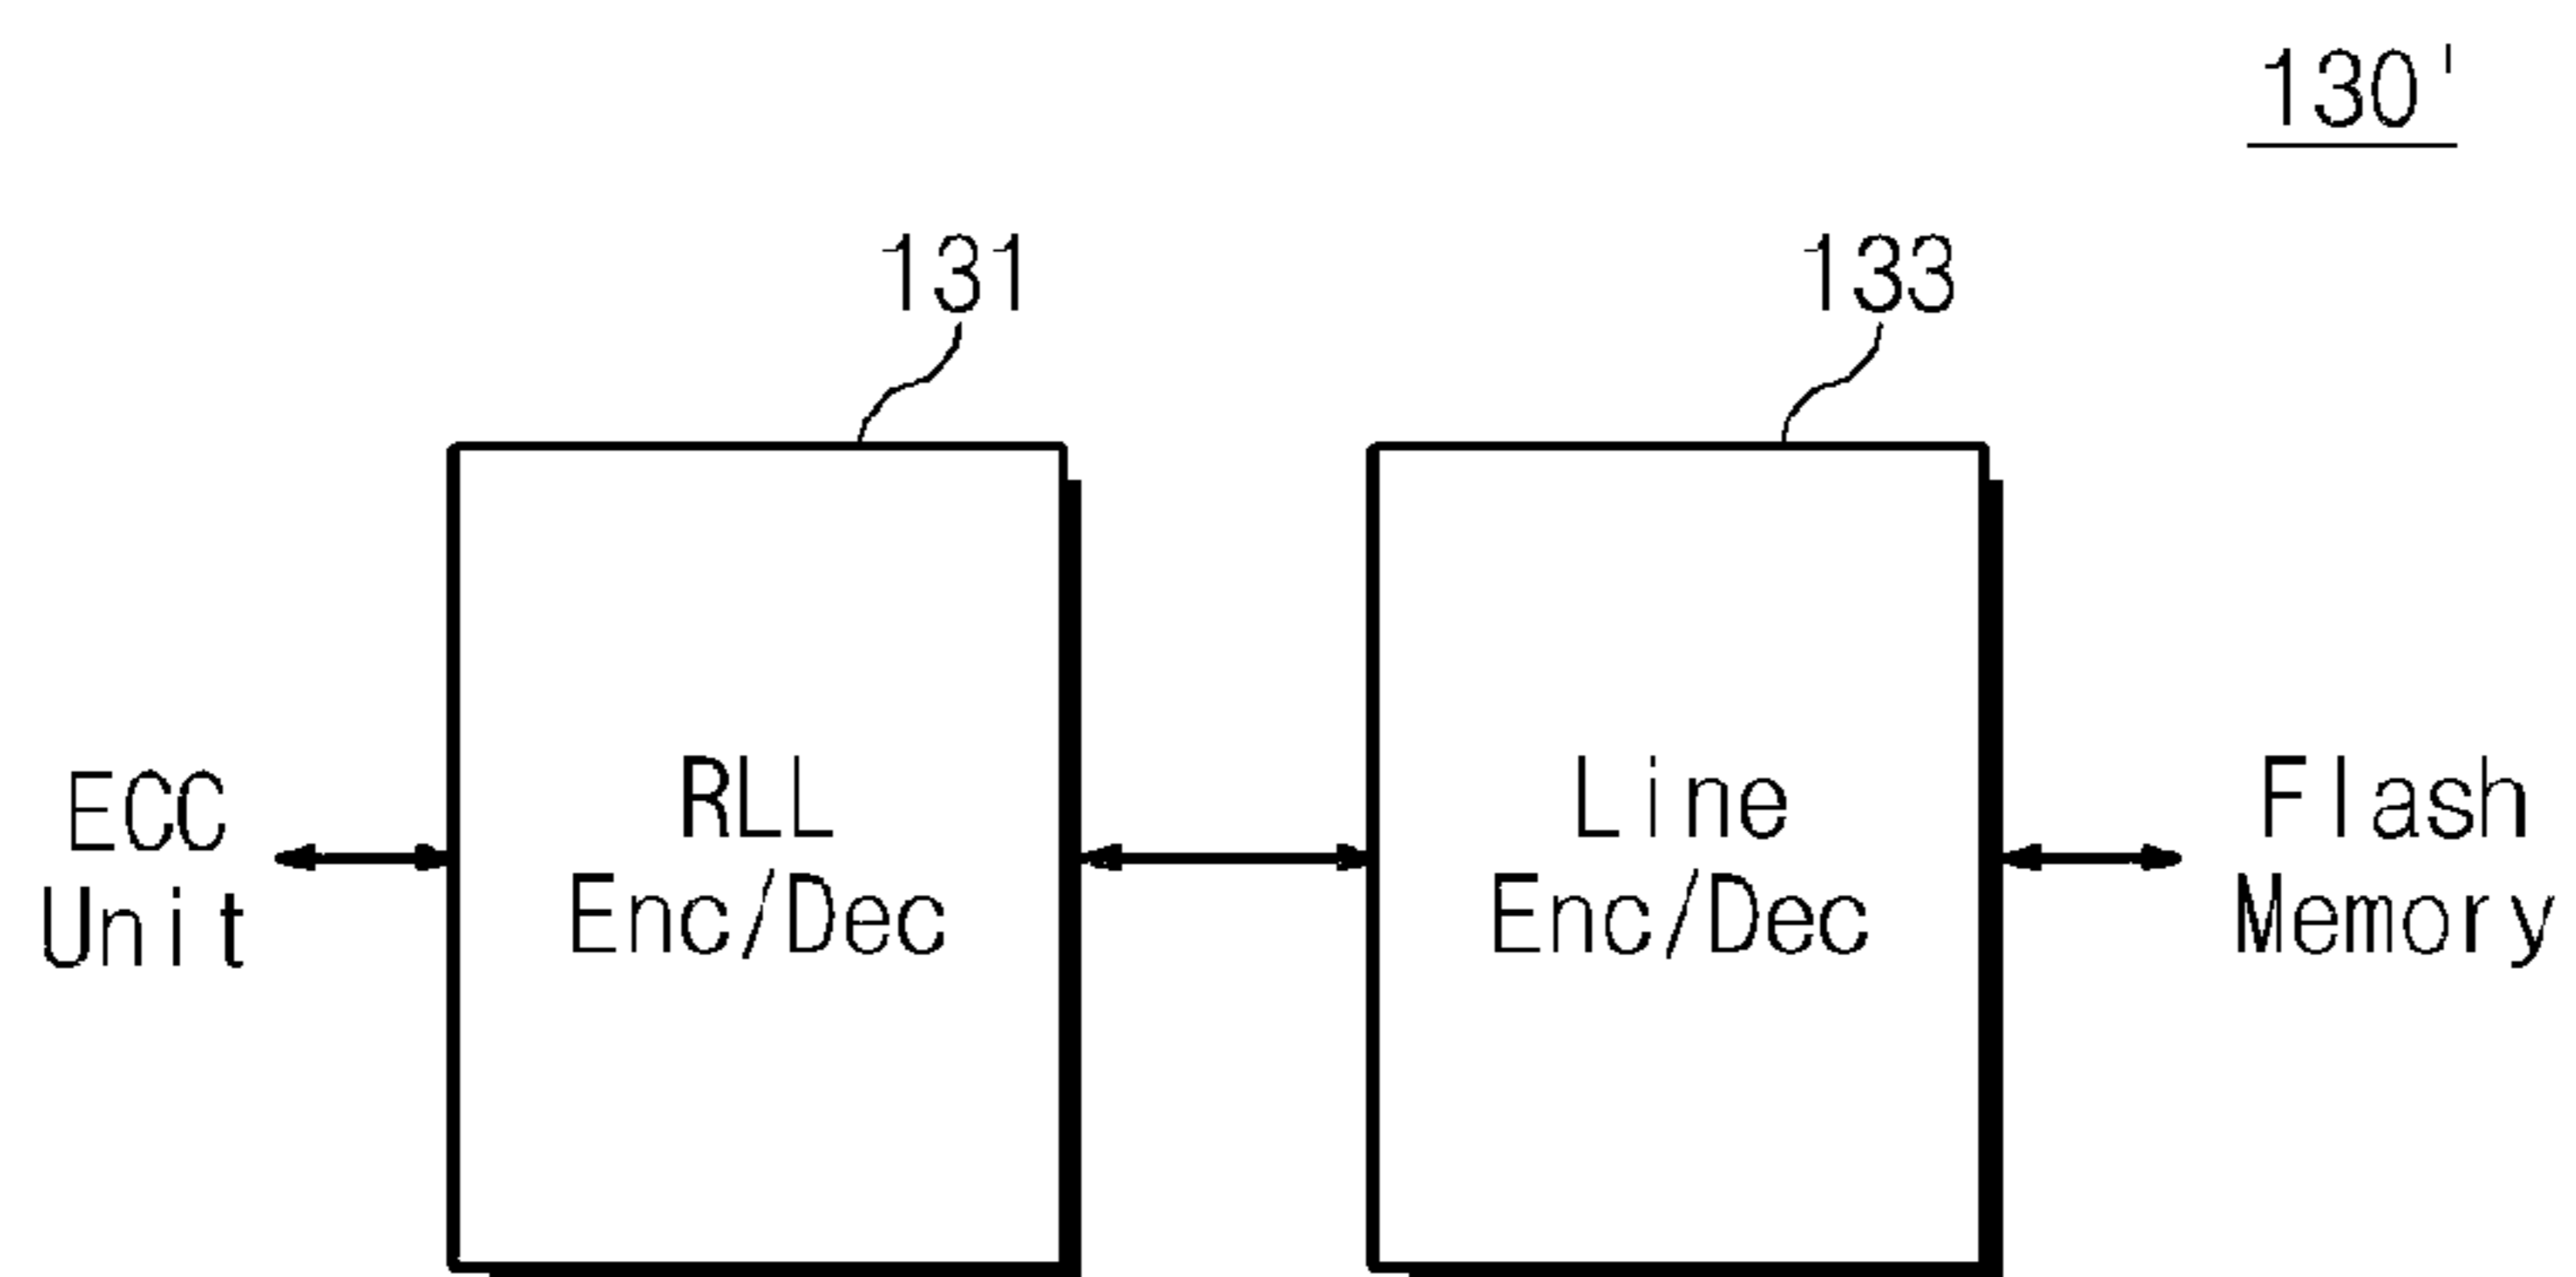 130'
131
133
ECC
Unit
RLL
Enc/Dec
Line
Enc/Dec
Flash
Memory